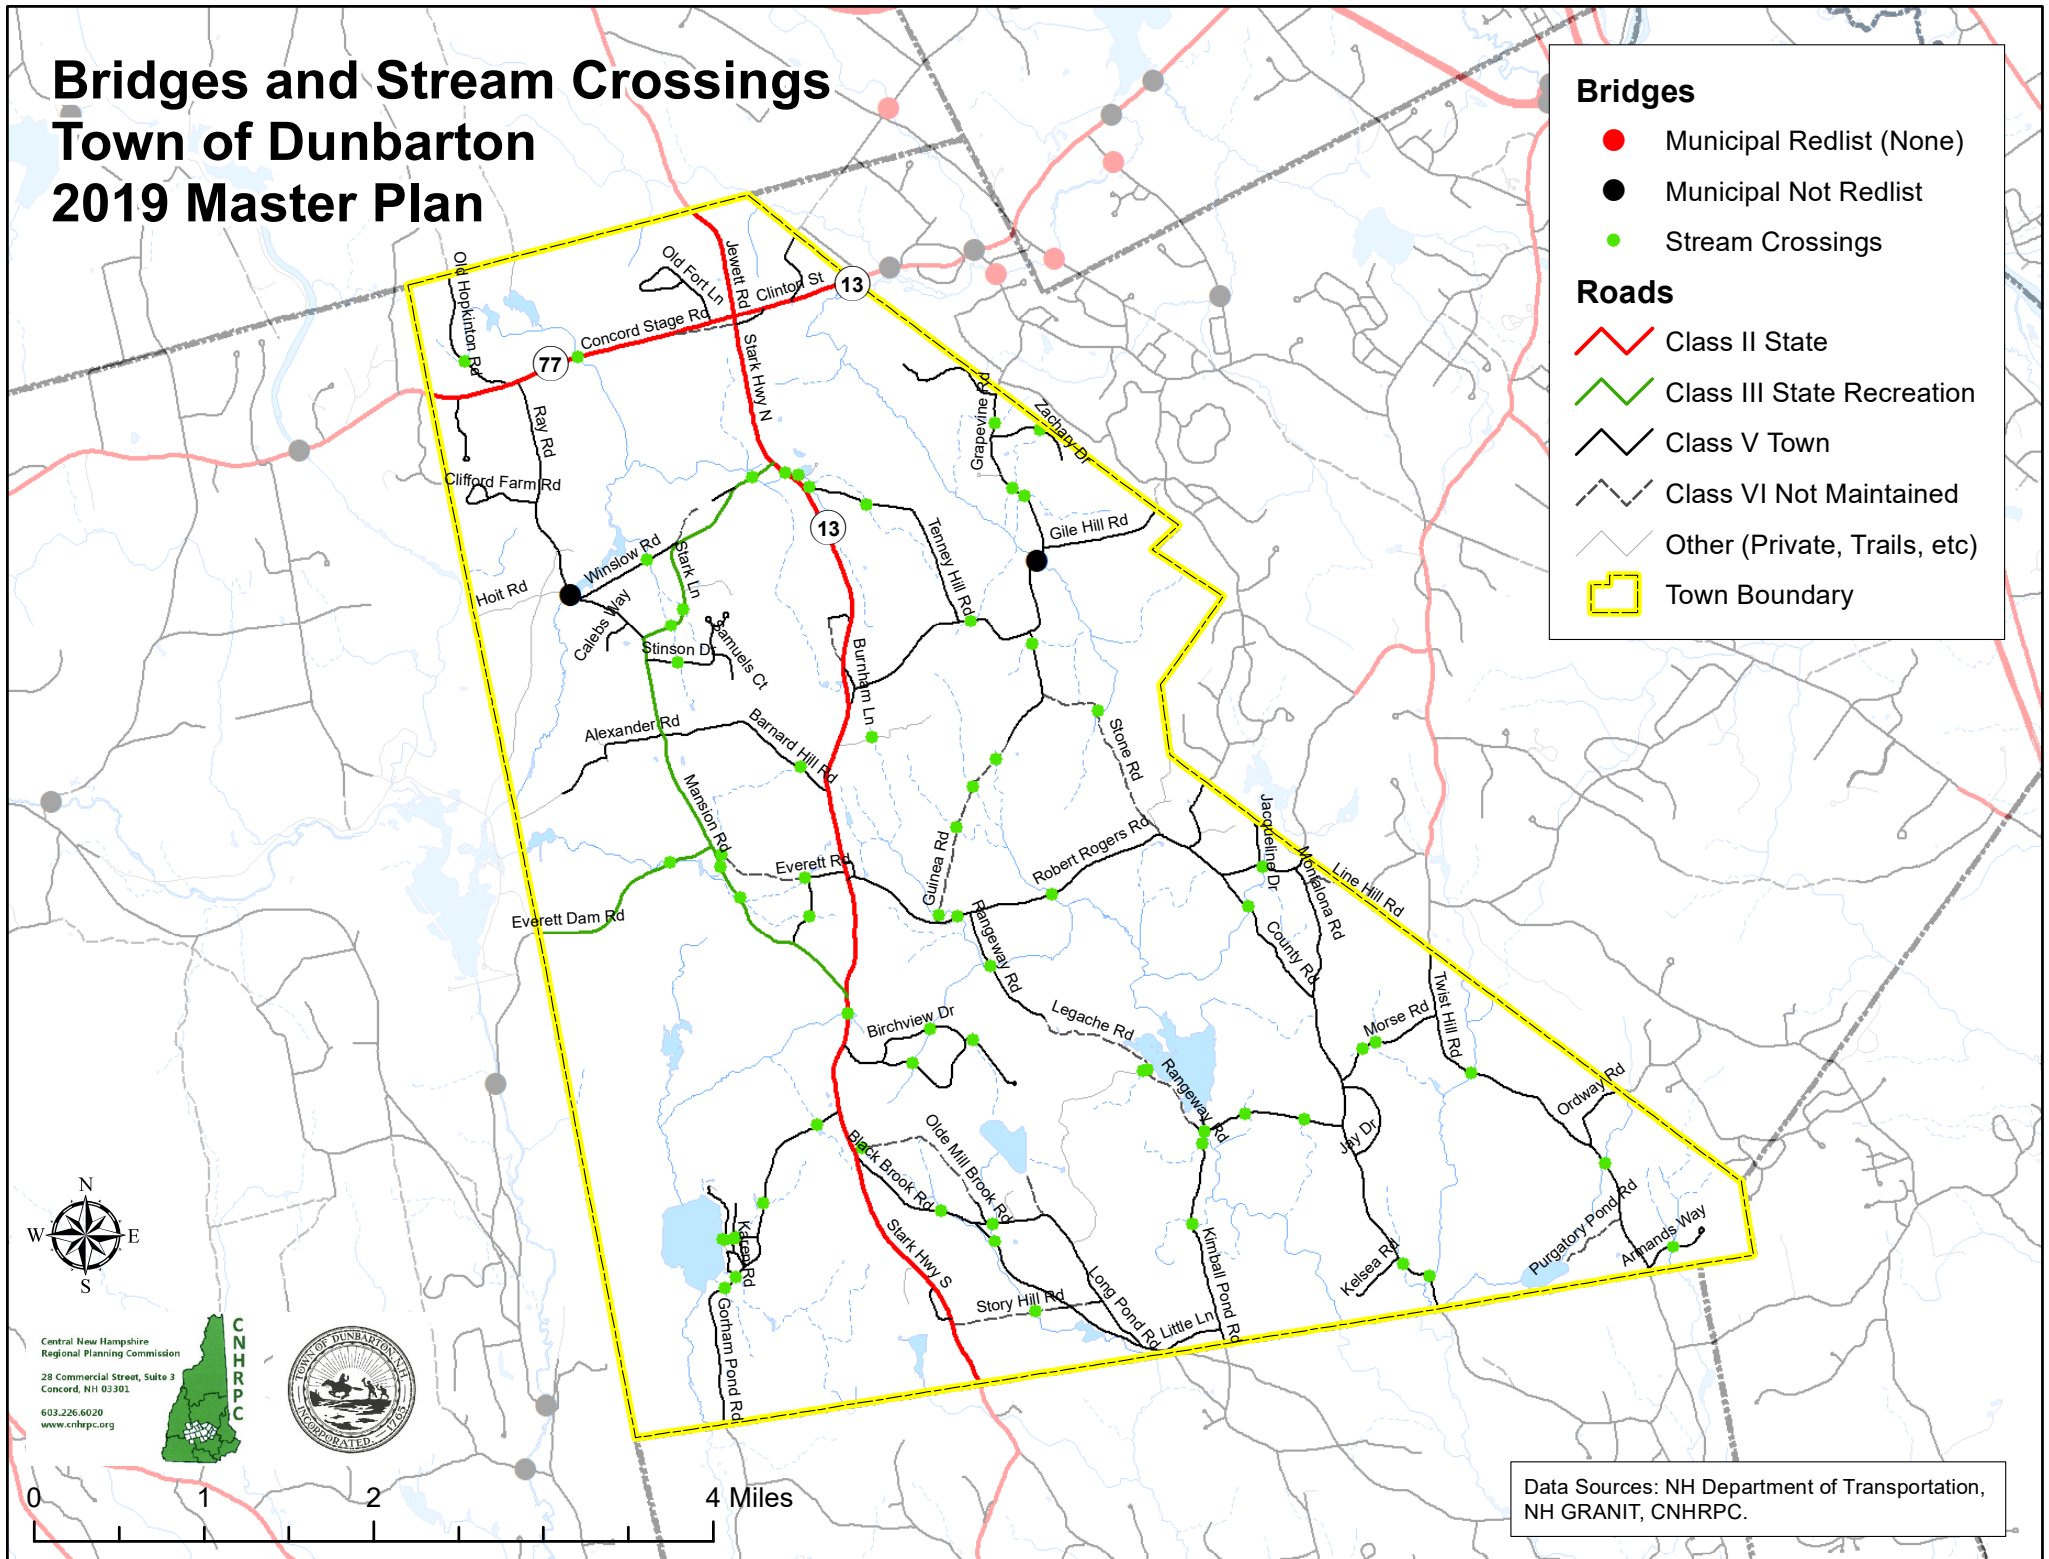 Bridges and Stream Crossings
Town of Dunbarton
2019 Master Plan
Bridges
Municipal Redlist (None)
Municipal Not Redlist
Stream Crossings
Roads
Class II State
Class III State Recreation
Class V Town
Class VI Not Maintained
Other (Private, Trails, etc)
Town Boundary
Old Hopkinton Rd
Old Fort Ln
Jewett Rd
Clinton St
13
Concord Stage Rd
77
Stark Hwy N
Ray Rd
Grapevine Rd
Zachary Dr
Clifford Farm Rd
13
Tenney Hill Rd
Gile Hill Rd
Winslow Rd
Stark Ln
Hoit Rd
Calebs Way
Stinson Dr
Samuels Ct
Burnham Ln
Alexander Rd
Barnard Hill Rd
Stone Rd
Mansion Rd
Everett Rd
Guinea Rd
Robert Rogers Rd
Jacqueline Dr
Montalona Rd
Line Hill Rd
Everett Dam Rd
Rangeway Rd
County Rd
Legache Rd
Birchview Dr
Morse Rd
Twist Hill Rd
Rangeway Rd
Ordway Rd
Jay Dr
Black Brook Rd
Olde Mill Brook Rd
Karen Rd
Stark Hwy S
Kimball Pond Rd
Kelsea Rd
Purgatory Pond Rd
Armands Way
Story Hill Rd
Long Pond Rd
Little Ln
Gorham Pond Rd
N
W
E
S
Central New Hampshire
Regional Planning Commission
28 Commercial Street, Suite 3
Concord, NH 03301
603.226.6020
www.cnhrpc.org
CNHRPC
TOWN OF DUNBARTON, N.H.
INCORPORATED. — 1765
0
1
2
4 Miles
Data Sources: NH Department of Transportation,
NH GRANIT, CNHRPC.